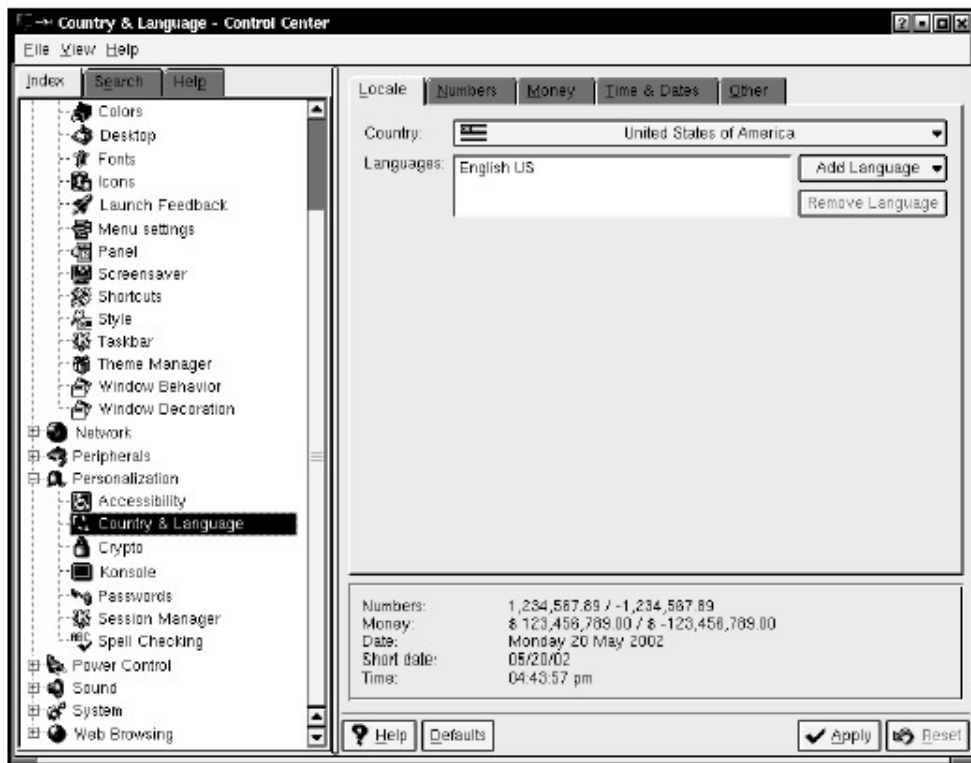 Country & Language - Control Center
File View Help
Index Search Help
Colors
Desktop
Fonts
Icons
Launch Feedback
Menu settings
Panel
Screensaver
Shortcuts
Style
Taskbar
Theme Manager
Window Behavior
Window Decoration
Network
Peripherals
Personalization
Accessibility
Country & Language
Crypto
Konsole
Passwords
Session Manager
Spell Checking
Power Control
Sound
System
Web Browsing
Locale Numbers Money Time & Dates Other
Country: United States of America
Languages: English US Add Language
Remove Language
Numbers: 1,234,567.89 / -1,234,567.89
Money: $ 123,456,789.00 / $ -123,456,789.00
Date: Monday 20 May 2002
Short date: 05/20/02
Time: 04:43:57 pm
? Help Defaults Apply Reset